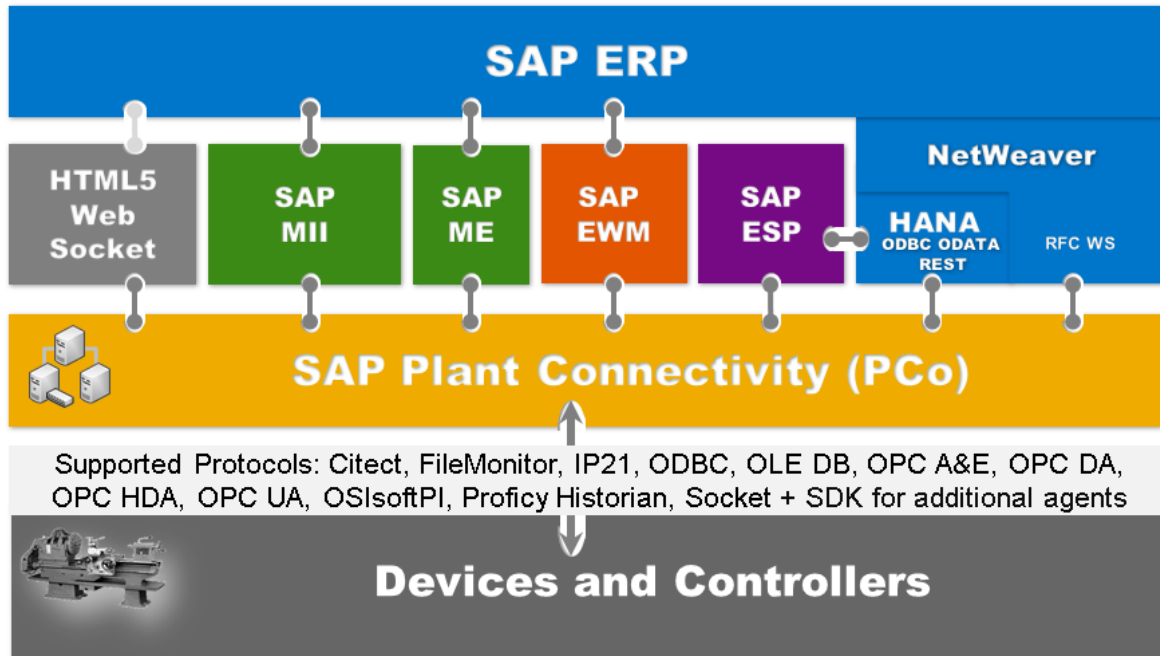 SAP ERP
HTML5
Web
Socket
SAP
MII
SAP
ME
SAP
EWM
SAP
ESP
NetWeaver
HANA
ODBC ODATA
REST
RFC WS
SAP Plant Connectivity (PCo)
Supported Protocols: Citect, FileMonitor, IP21, ODBC, OLE DB, OPC A&E, OPC DA,
OPC HDA, OPC UA, OSIsoftPI, Proficy Historian, Socket + SDK for additional agents
Devices and Controllers